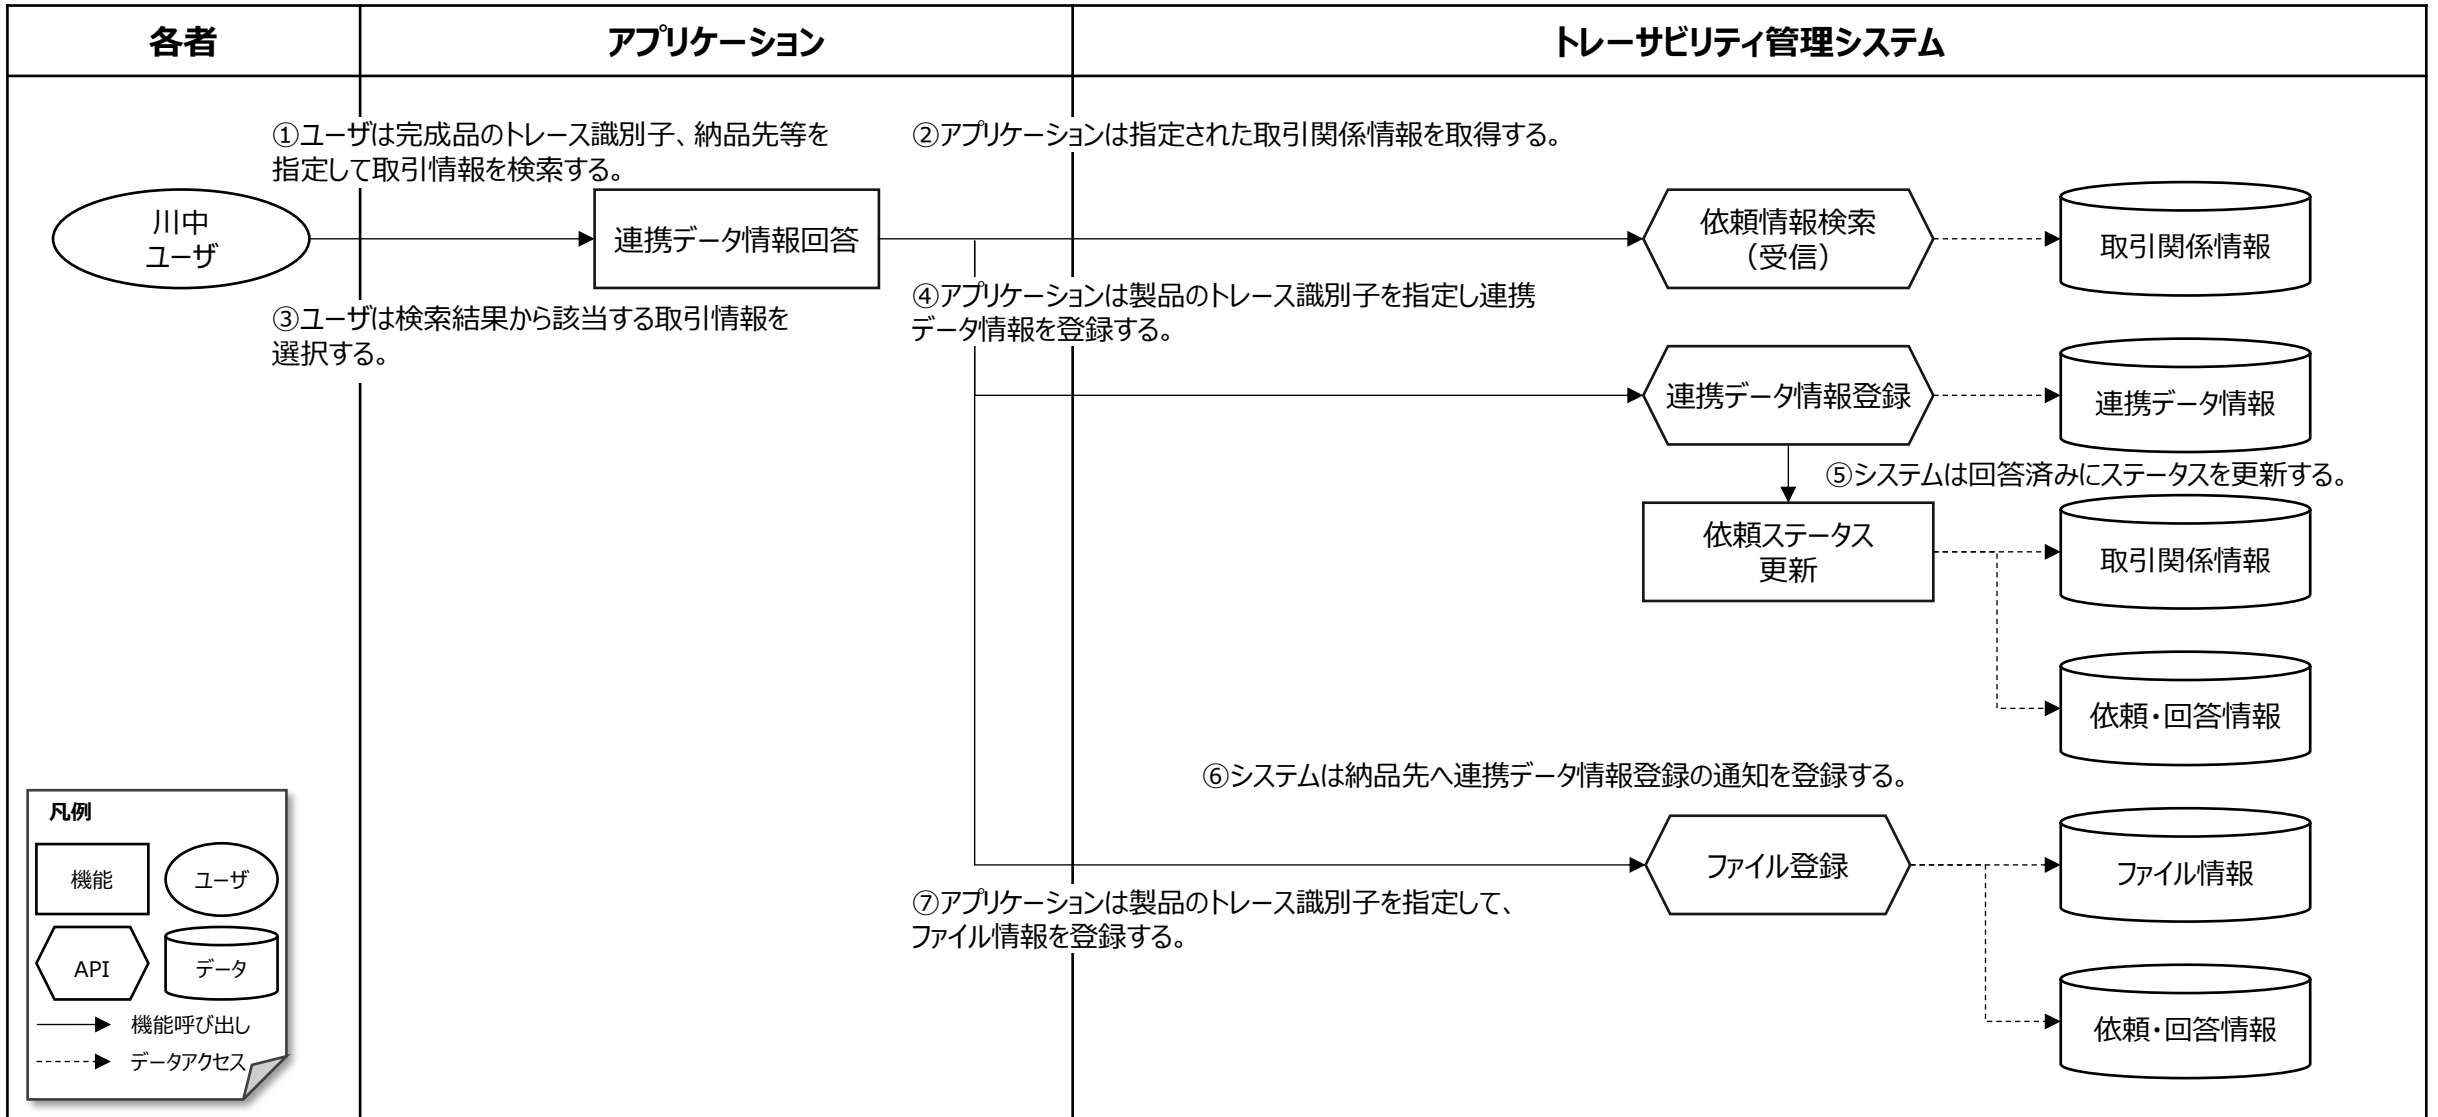 各者
アプリケーション
トレーサビリティ管理システム
①ユーザは完成品のトレース識別子、納品先等を
指定して取引情報を検索する。
②アプリケーションは指定された取引関係情報を取得する。
川中
ユーザ
連携データ情報回答
依頼情報検索
（受信）
取引関係情報
③ユーザは検索結果から該当する取引情報を
選択する。
④アプリケーションは製品のトレース識別子を指定し連携
データ情報を登録する。
連携データ情報登録
連携データ情報
⑤システムは回答済みにステータスを更新する。
依頼ステータス
更新
取引関係情報
依頼・回答情報
⑥システムは納品先へ連携データ情報登録の通知を登録する。
ファイル登録
ファイル情報
⑦アプリケーションは製品のトレース識別子を指定して、
ファイル情報を登録する。
依頼・回答情報
凡例
機能
ユーザ
API
データ
機能呼び出し
データアクセス